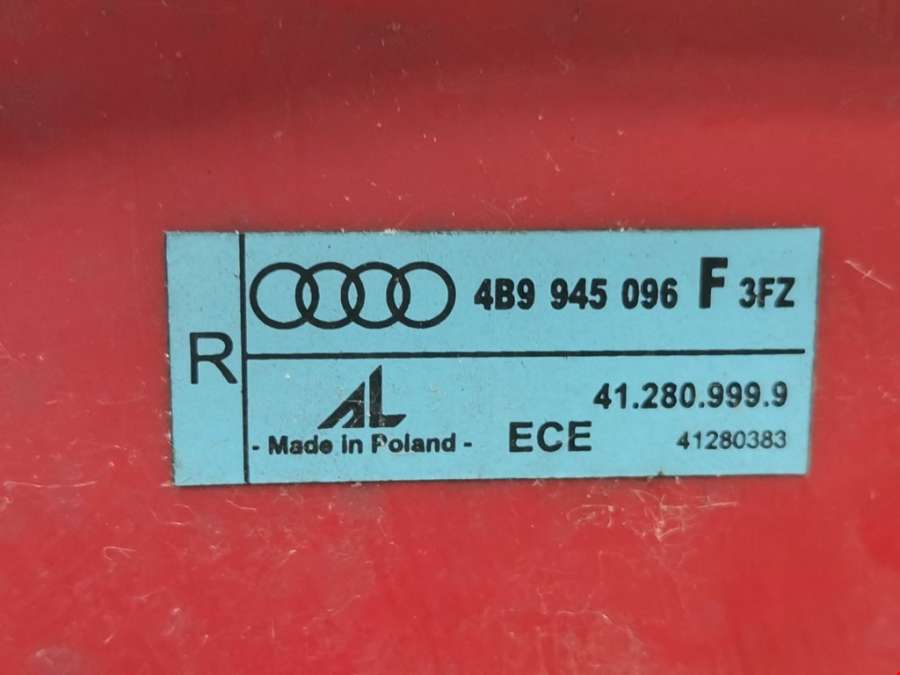 R
4B9 945 096 F 3FZ
AL
41.280.999.9
- Made in Poland - ECE 41280383